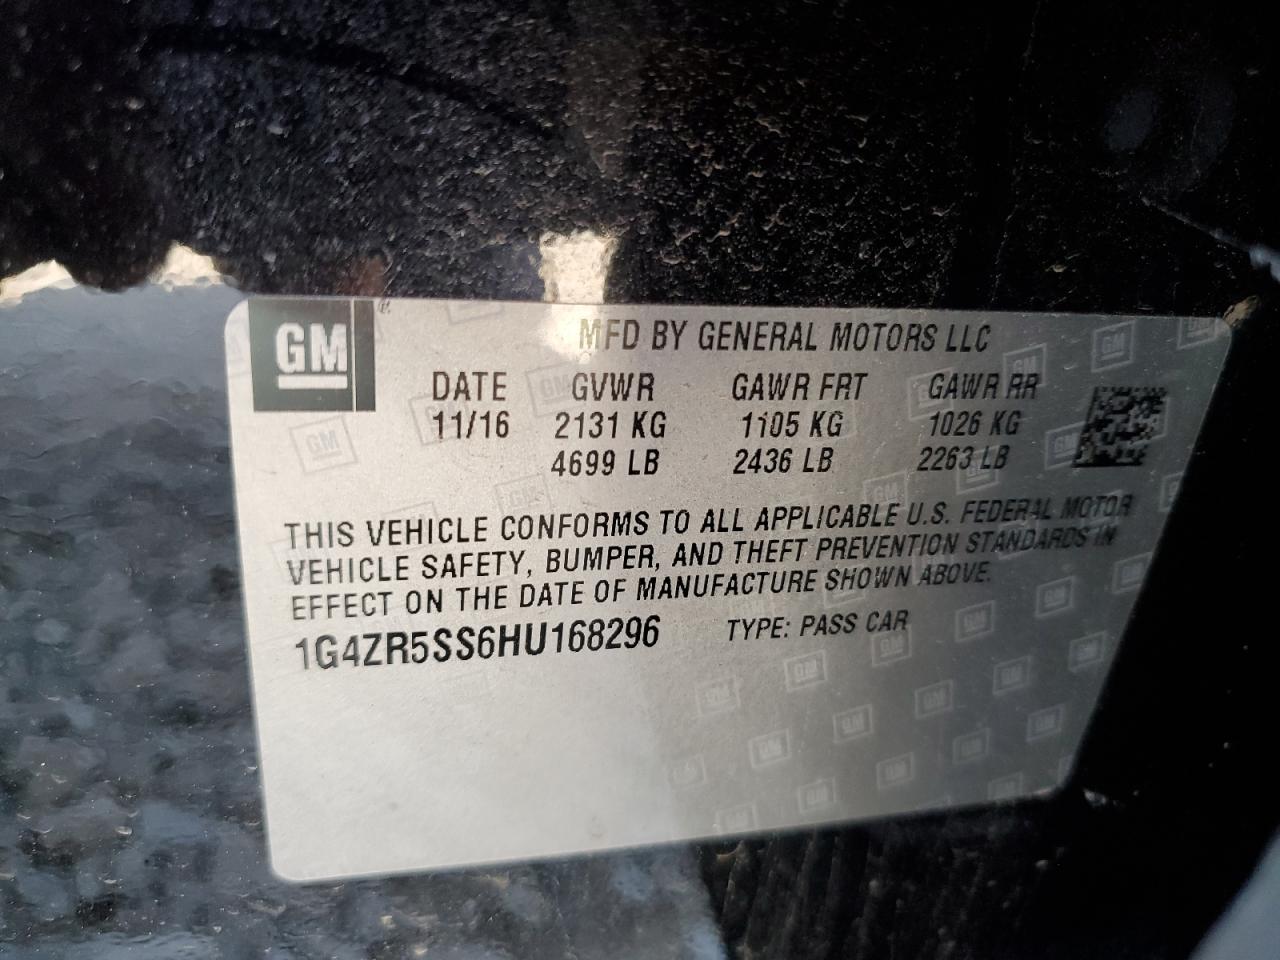 GM
MFD BY GENERAL MOTORS LLC
DATE GVWR GAWR FRT GAWR RR
11/16 2131 KG 1105 KG 1026 KG
4699 LB 2436 LB 2263 LB
THIS VEHICLE CONFORMS TO ALL APPLICABLE U.S. FEDERAL MOTOR
VEHICLE SAFETY, BUMPER, AND THEFT PREVENTION STANDARDS IN
EFFECT ON THE DATE OF MANUFACTURE SHOWN ABOVE.
1G4ZR5SS6HU168296 TYPE: PASS CAR